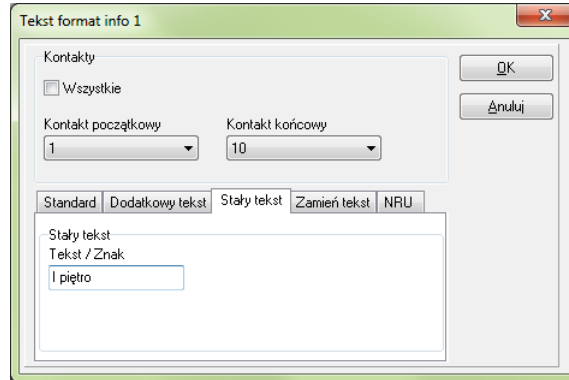 Tekst format info 1
Kontakty
Wszystkie
Kontakt początkowy
Kontakt końcowy
1
10
OK
Anuluj
Standard
Dodatkowy tekst
Stały tekst
Zamień tekst
NRU
Stały tekst
Tekst / Znak
I piętro